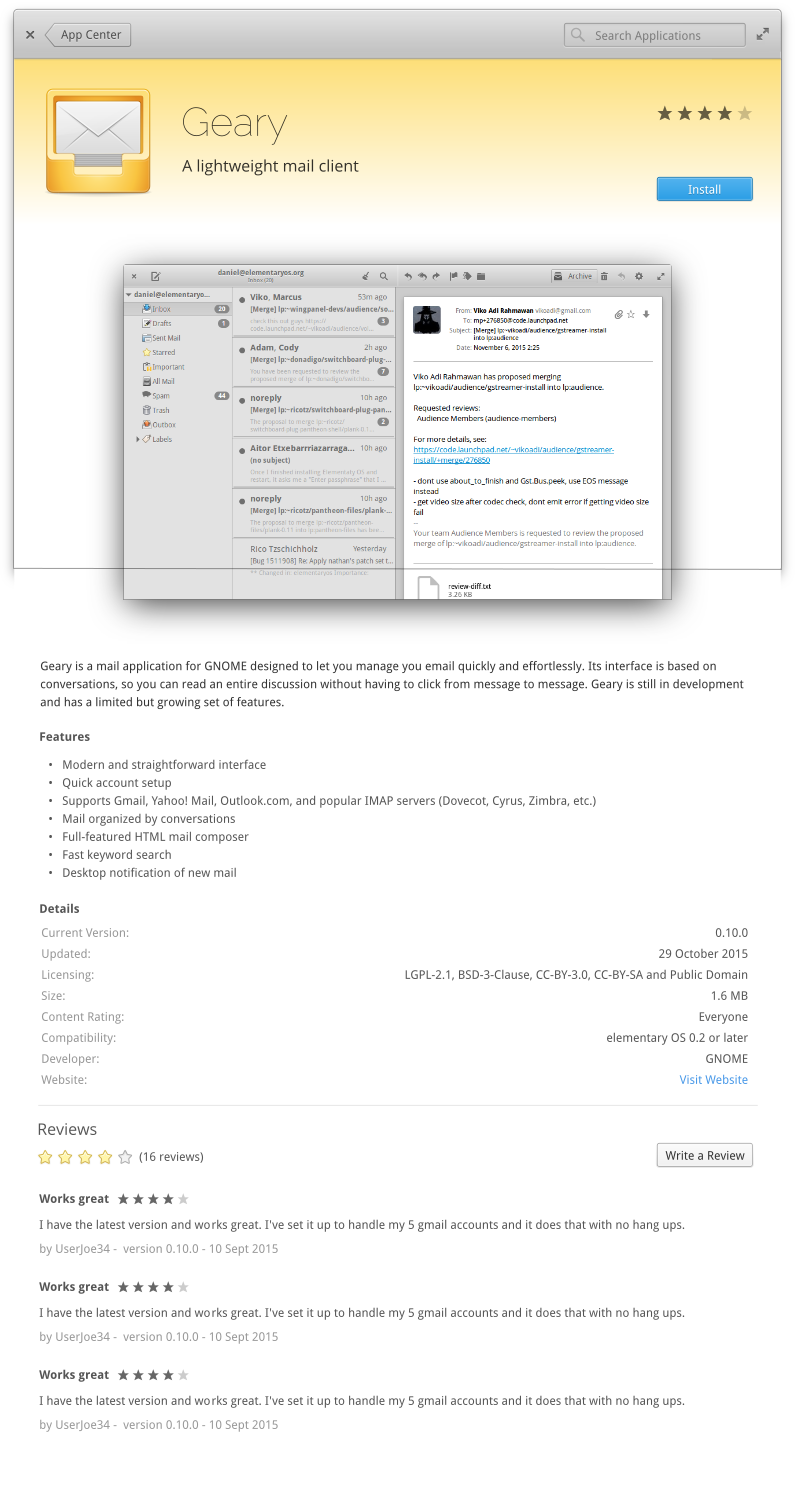 App Center
Search Applications
Geary
A lightweight mail client
Install
daniel@elementaryos.org
Inbox (20)
Archive
daniel@elementaryo...
Inbox 20
Drafts 1
Sent Mail
Starred
Important
All Mail
Spam 44
Trash
Outbox
Labels
Viko, Marcus 53m ago
[Merge] lp:~wingpanel-devs/audience/so...
check this out guys https://
code.launchpad.net/~vikoadi/audience/vol...
3
Adam, Cody 2h ago
[Merge] lp:~donadigo/switchboard-plug-...
You have been requested to review the
proposed merge of lp:~donadigo/switchbo...
7
noreply 10h ago
[Merge] lp:~ricotz/switchboard-plug-pan...
The proposal to merge lp:~ricotz/
switchboard-plug-pantheon-shell/plank-0.1...
2
Aitor Etxebarrriazarraga... 10h ago
(no subject)
Once I finished installing Elementary OS and
restart, it asks me a "Enter passphrase" that I ...
noreply 10h ago
[Merge] lp:~ricotz/pantheon-files/plank-...
The proposal to merge lp:~ricotz/pantheon-
files/plank-0.11 into lp:pantheon-files has bee...
Rico Tzschichholz Yesterday
[Bug 1511908] Re: Apply nathan's patch set t...
** Changed in: elementaryos Importance:
From: Viko Adi Rahmawan vikoadi@gmail.com
To: mp+276850@code.launchpad.net
Subject: [Merge] lp:~vikoadi/audience/gstreamer-install
into lp:audience
Date: November 6, 2015 2:25
Viko Adi Rahmawan has proposed merging
lp:~vikoadi/audience/gstreamer-install into lp:audience.
Requested reviews:
Audience Members (audience-members)
For more details, see:
https://code.launchpad.net/~vikoadi/audience/gstreamer-
install/+merge/276850
- dont use about_to_finish and Gst.Bus.peek, use EOS message
instead
- get video size after codec check, dont emit error if getting video size
fail
--
Your team Audience Members is requested to review the proposed
merge of lp:~vikoadi/audience/gstreamer-install into lp:audience.
review-diff.txt
3.26 KB
Geary is a mail application for GNOME designed to let you manage you email quickly and effortlessly. Its interface is based on
conversations, so you can read an entire discussion without having to click from message to message. Geary is still in development
and has a limited but growing set of features.
Features
• Modern and straightforward interface
• Quick account setup
• Supports Gmail, Yahoo! Mail, Outlook.com, and popular IMAP servers (Dovecot, Cyrus, Zimbra, etc.)
• Mail organized by conversations
• Full-featured HTML mail composer
• Fast keyword search
• Desktop notification of new mail
Details
Current Version: 0.10.0
Updated: 29 October 2015
Licensing: LGPL-2.1, BSD-3-Clause, CC-BY-3.0, CC-BY-SA and Public Domain
Size: 1.6 MB
Content Rating: Everyone
Compatibility: elementary OS 0.2 or later
Developer: GNOME
Website: Visit Website
Reviews
(16 reviews)
Write a Review
Works great
I have the latest version and works great. I've set it up to handle my 5 gmail accounts and it does that with no hang ups.
by UserJoe34 - version 0.10.0 - 10 Sept 2015
Works great
I have the latest version and works great. I've set it up to handle my 5 gmail accounts and it does that with no hang ups.
by UserJoe34 - version 0.10.0 - 10 Sept 2015
Works great
I have the latest version and works great. I've set it up to handle my 5 gmail accounts and it does that with no hang ups.
by UserJoe34 - version 0.10.0 - 10 Sept 2015